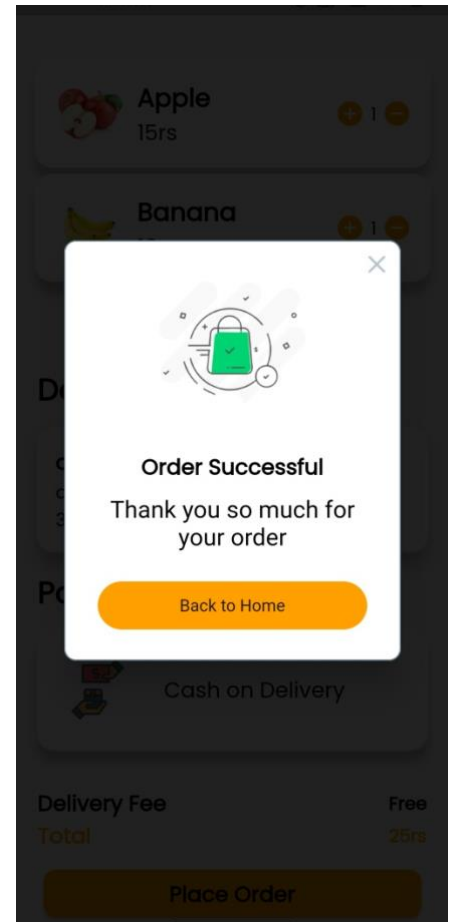 Apple
15rs
1
Banana
1
Order Successful
Thank you so much for
your order
Back to Home
Cash on Delivery
Delivery Fee
Free
Total
25rs
Place Order